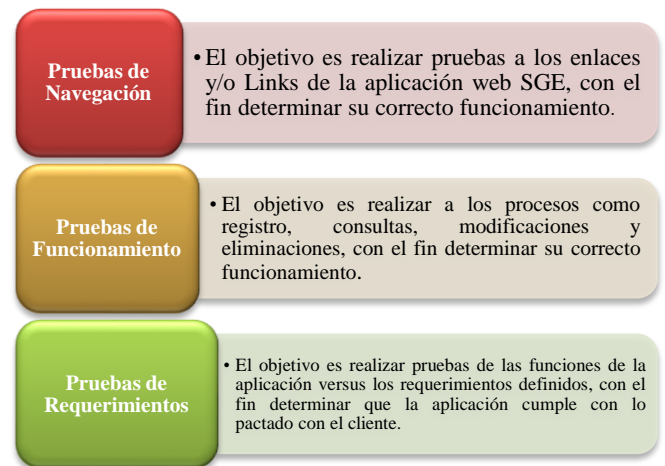 Pruebas de
Navegación
• El objetivo es realizar pruebas a los enlaces
y/o Links de la aplicación web SGE, con el
fin determinar su correcto funcionamiento.
Pruebas de
Funcionamiento
• El objetivo es realizar a los procesos como
registro, consultas, modificaciones y
eliminaciones, con el fin determinar su correcto
funcionamiento.
Pruebas de
Requerimientos
• El objetivo es realizar pruebas de las funciones de la
aplicación versus los requerimientos definidos, con el
fin determinar que la aplicación cumple con lo
pactado con el cliente.